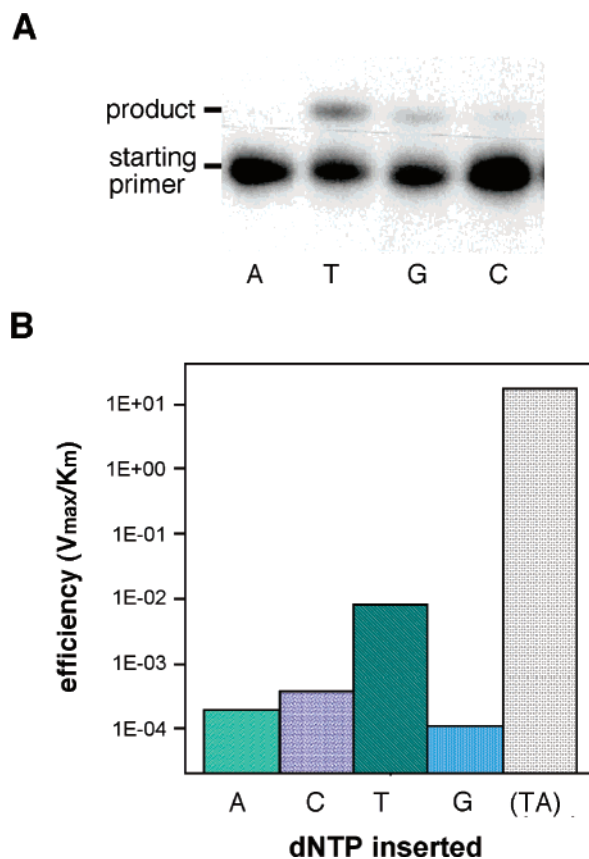 A
product
starting
primer
A T G C
B
efficiency (Vmax/Km)
1E+01
1E+00
1E-01
1E-02
1E-03
1E-04
A C T G (TA)
dNTP inserted